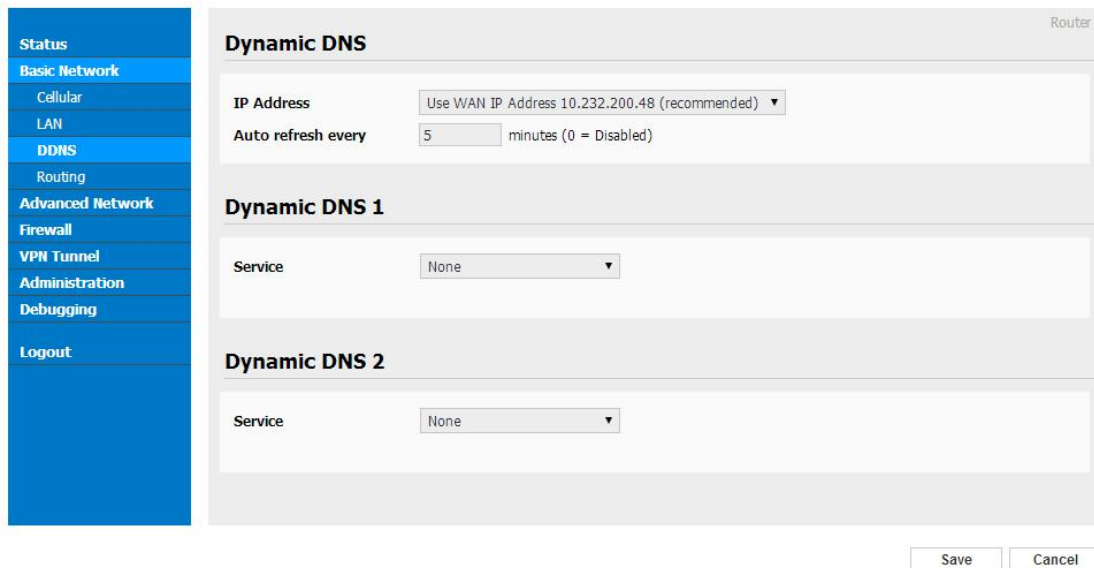 Router
Status
Basic Network
Cellular
LAN
DDNS
Routing
Advanced Network
Firewall
VPN Tunnel
Administration
Debugging
Logout
Dynamic DNS
IP Address Use WAN IP Address 10.232.200.48 (recommended)
Auto refresh every 5 minutes (0 = Disabled)
Dynamic DNS 1
Service None
Dynamic DNS 2
Service None
Save Cancel